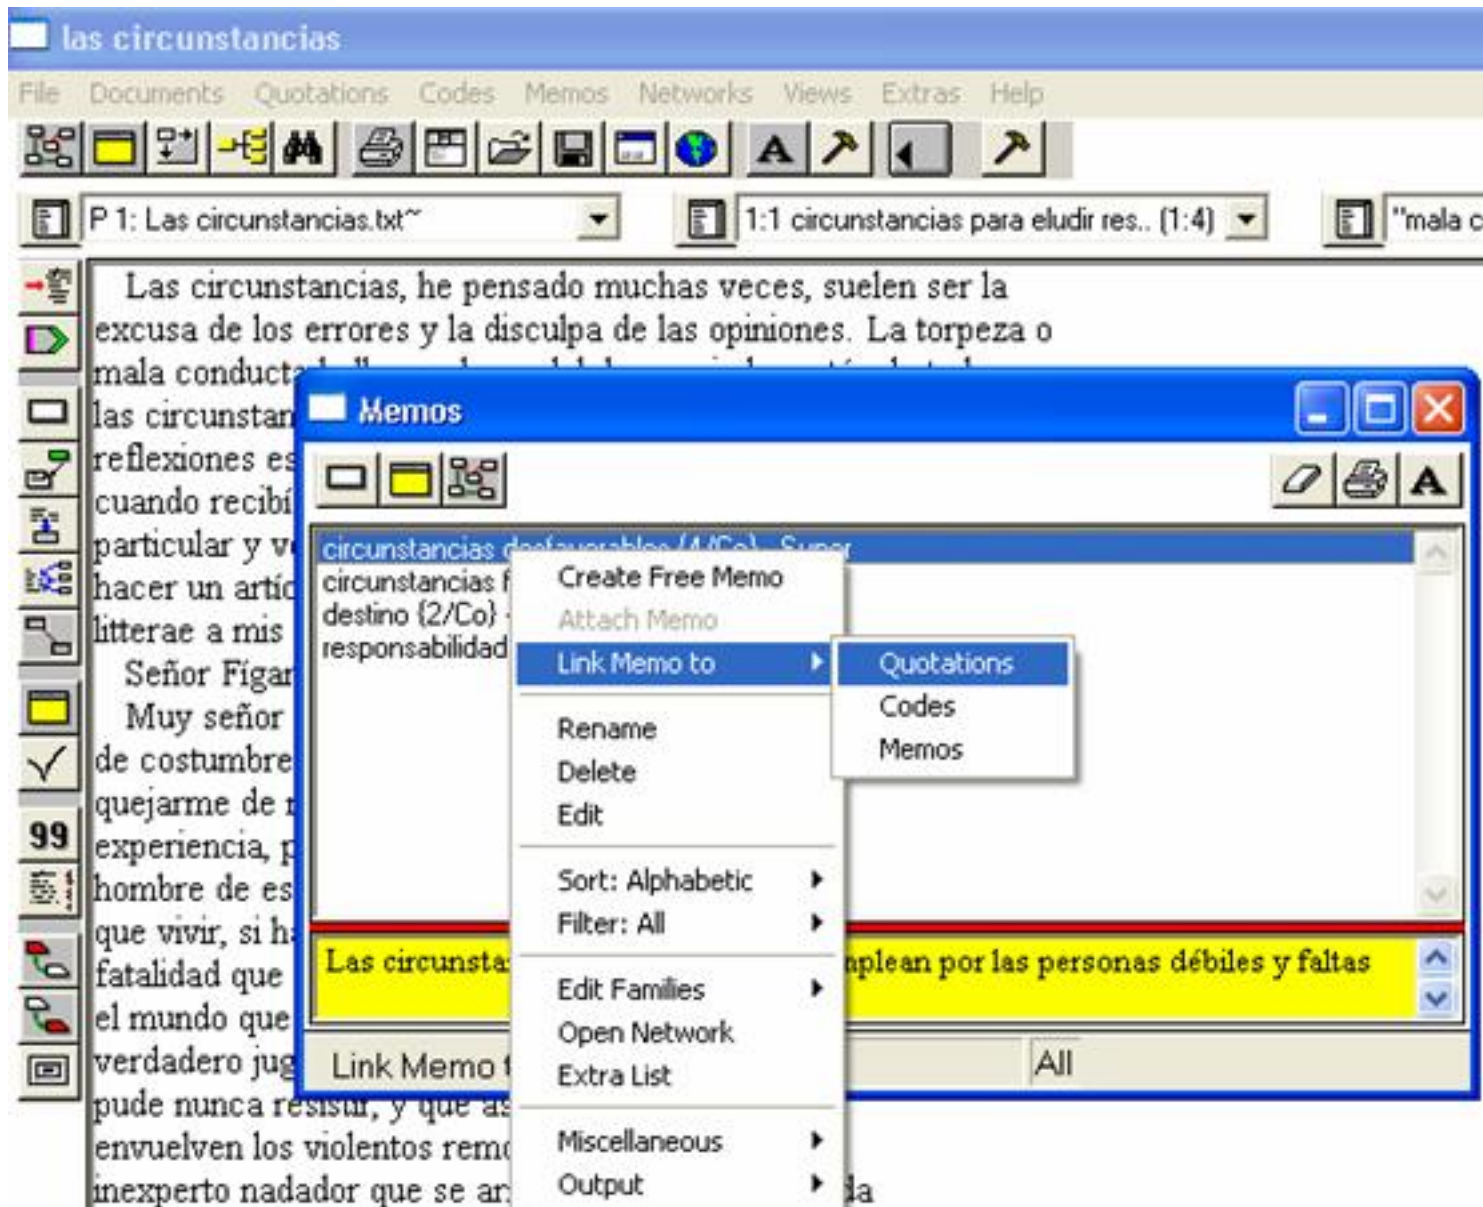 las circunstancias
File Documents Quotations Codes Memos Networks Views Extras Help
A
P 1: Las circunstancias.txt~
1:1 circunstancias para eludir res.. (1:4)
"mala c
Las circunstancias, he pensado muchas veces, suelen ser la
excusa de los errores y la disculpa de las opiniones. La torpeza o
mala conducta
las circunstan
reflexiones es
cuando recibí
particular y v
hacer un artíc
litterae a mis
Señor Fígar
Muy señor
de costumbre
quejarme de
experiencia, p
hombre de es
que vivir, si ha
fatalidad que
el mundo que
verdadero jug
pude nunca resistir, y que as
envuelven los violentos remo
inexperto nadador que se ar
da
99
Memos
A
circunstancias desfavorables {4/Co} - Super
circunstancias f
destino {2/Co} -
responsabilidad
Create Free Memo
Attach Memo
Link Memo to
Rename
Delete
Edit
Sort: Alphabetic
Filter: All
Edit Families
Open Network
Extra List
Miscellaneous
Output
Quotations
Codes
Memos
Las circunsta
mplean por las personas débiles y faltas
Link Memo t
All